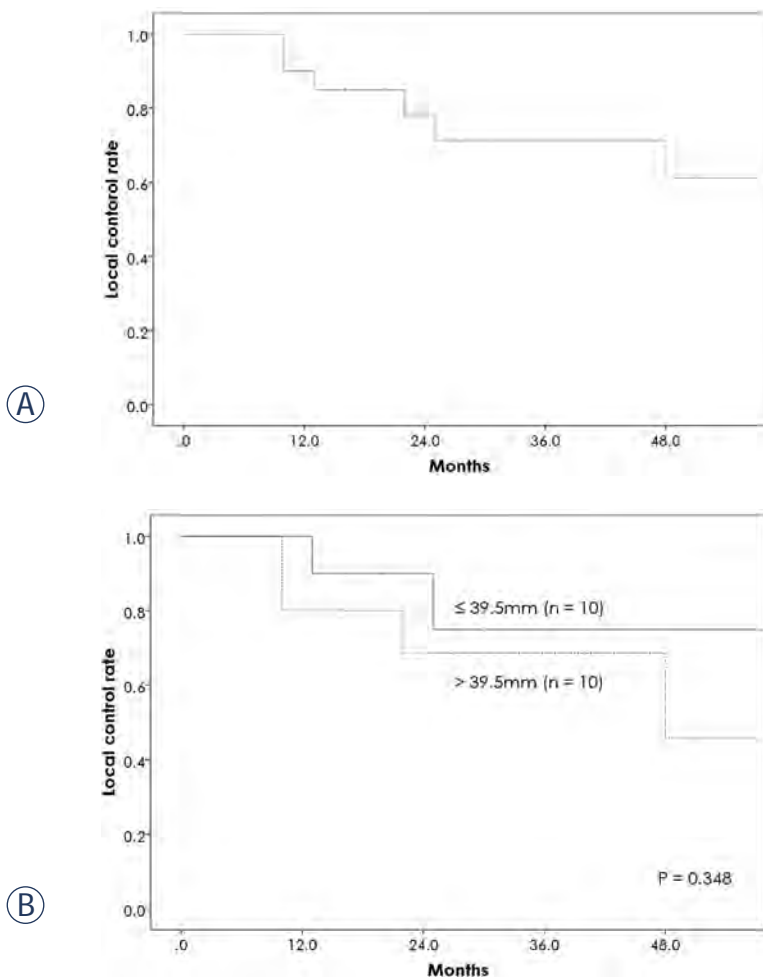 1.0
0.8
0.6
0.4
0.2
0.0
Local contarol rate
.0 12.0 24.0 36.0 48.0
Months
A
1.0
0.8
0.6
0.4
0.2
0.0
Local control rate
≤ 39.5mm (n = 10)
> 39.5mm (n = 10)
P = 0.348
.0 12.0 24.0 36.0 48.0
Months
B